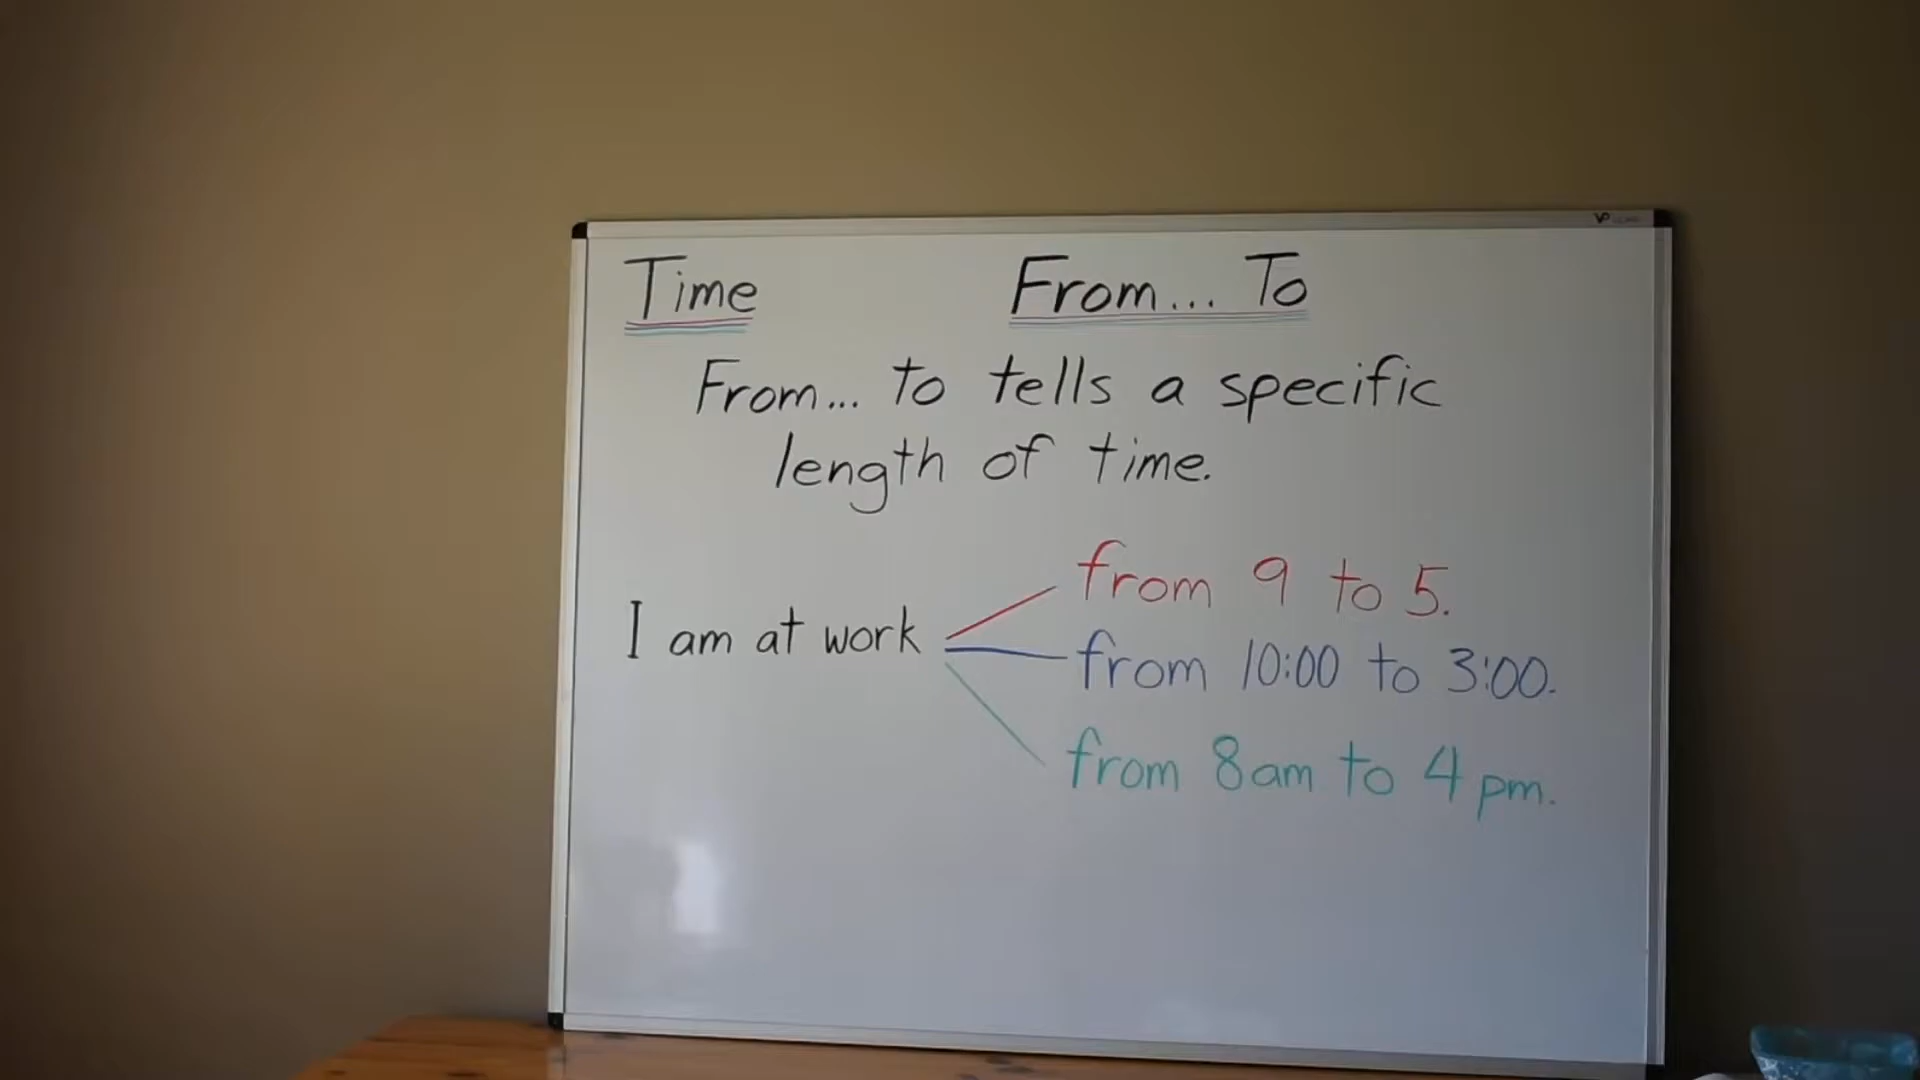 Time From... To
From... to tells a specific
length of time.
I am at work
from 9 to 5.
from 10:00 to 3:00.
from 8am to 4pm.